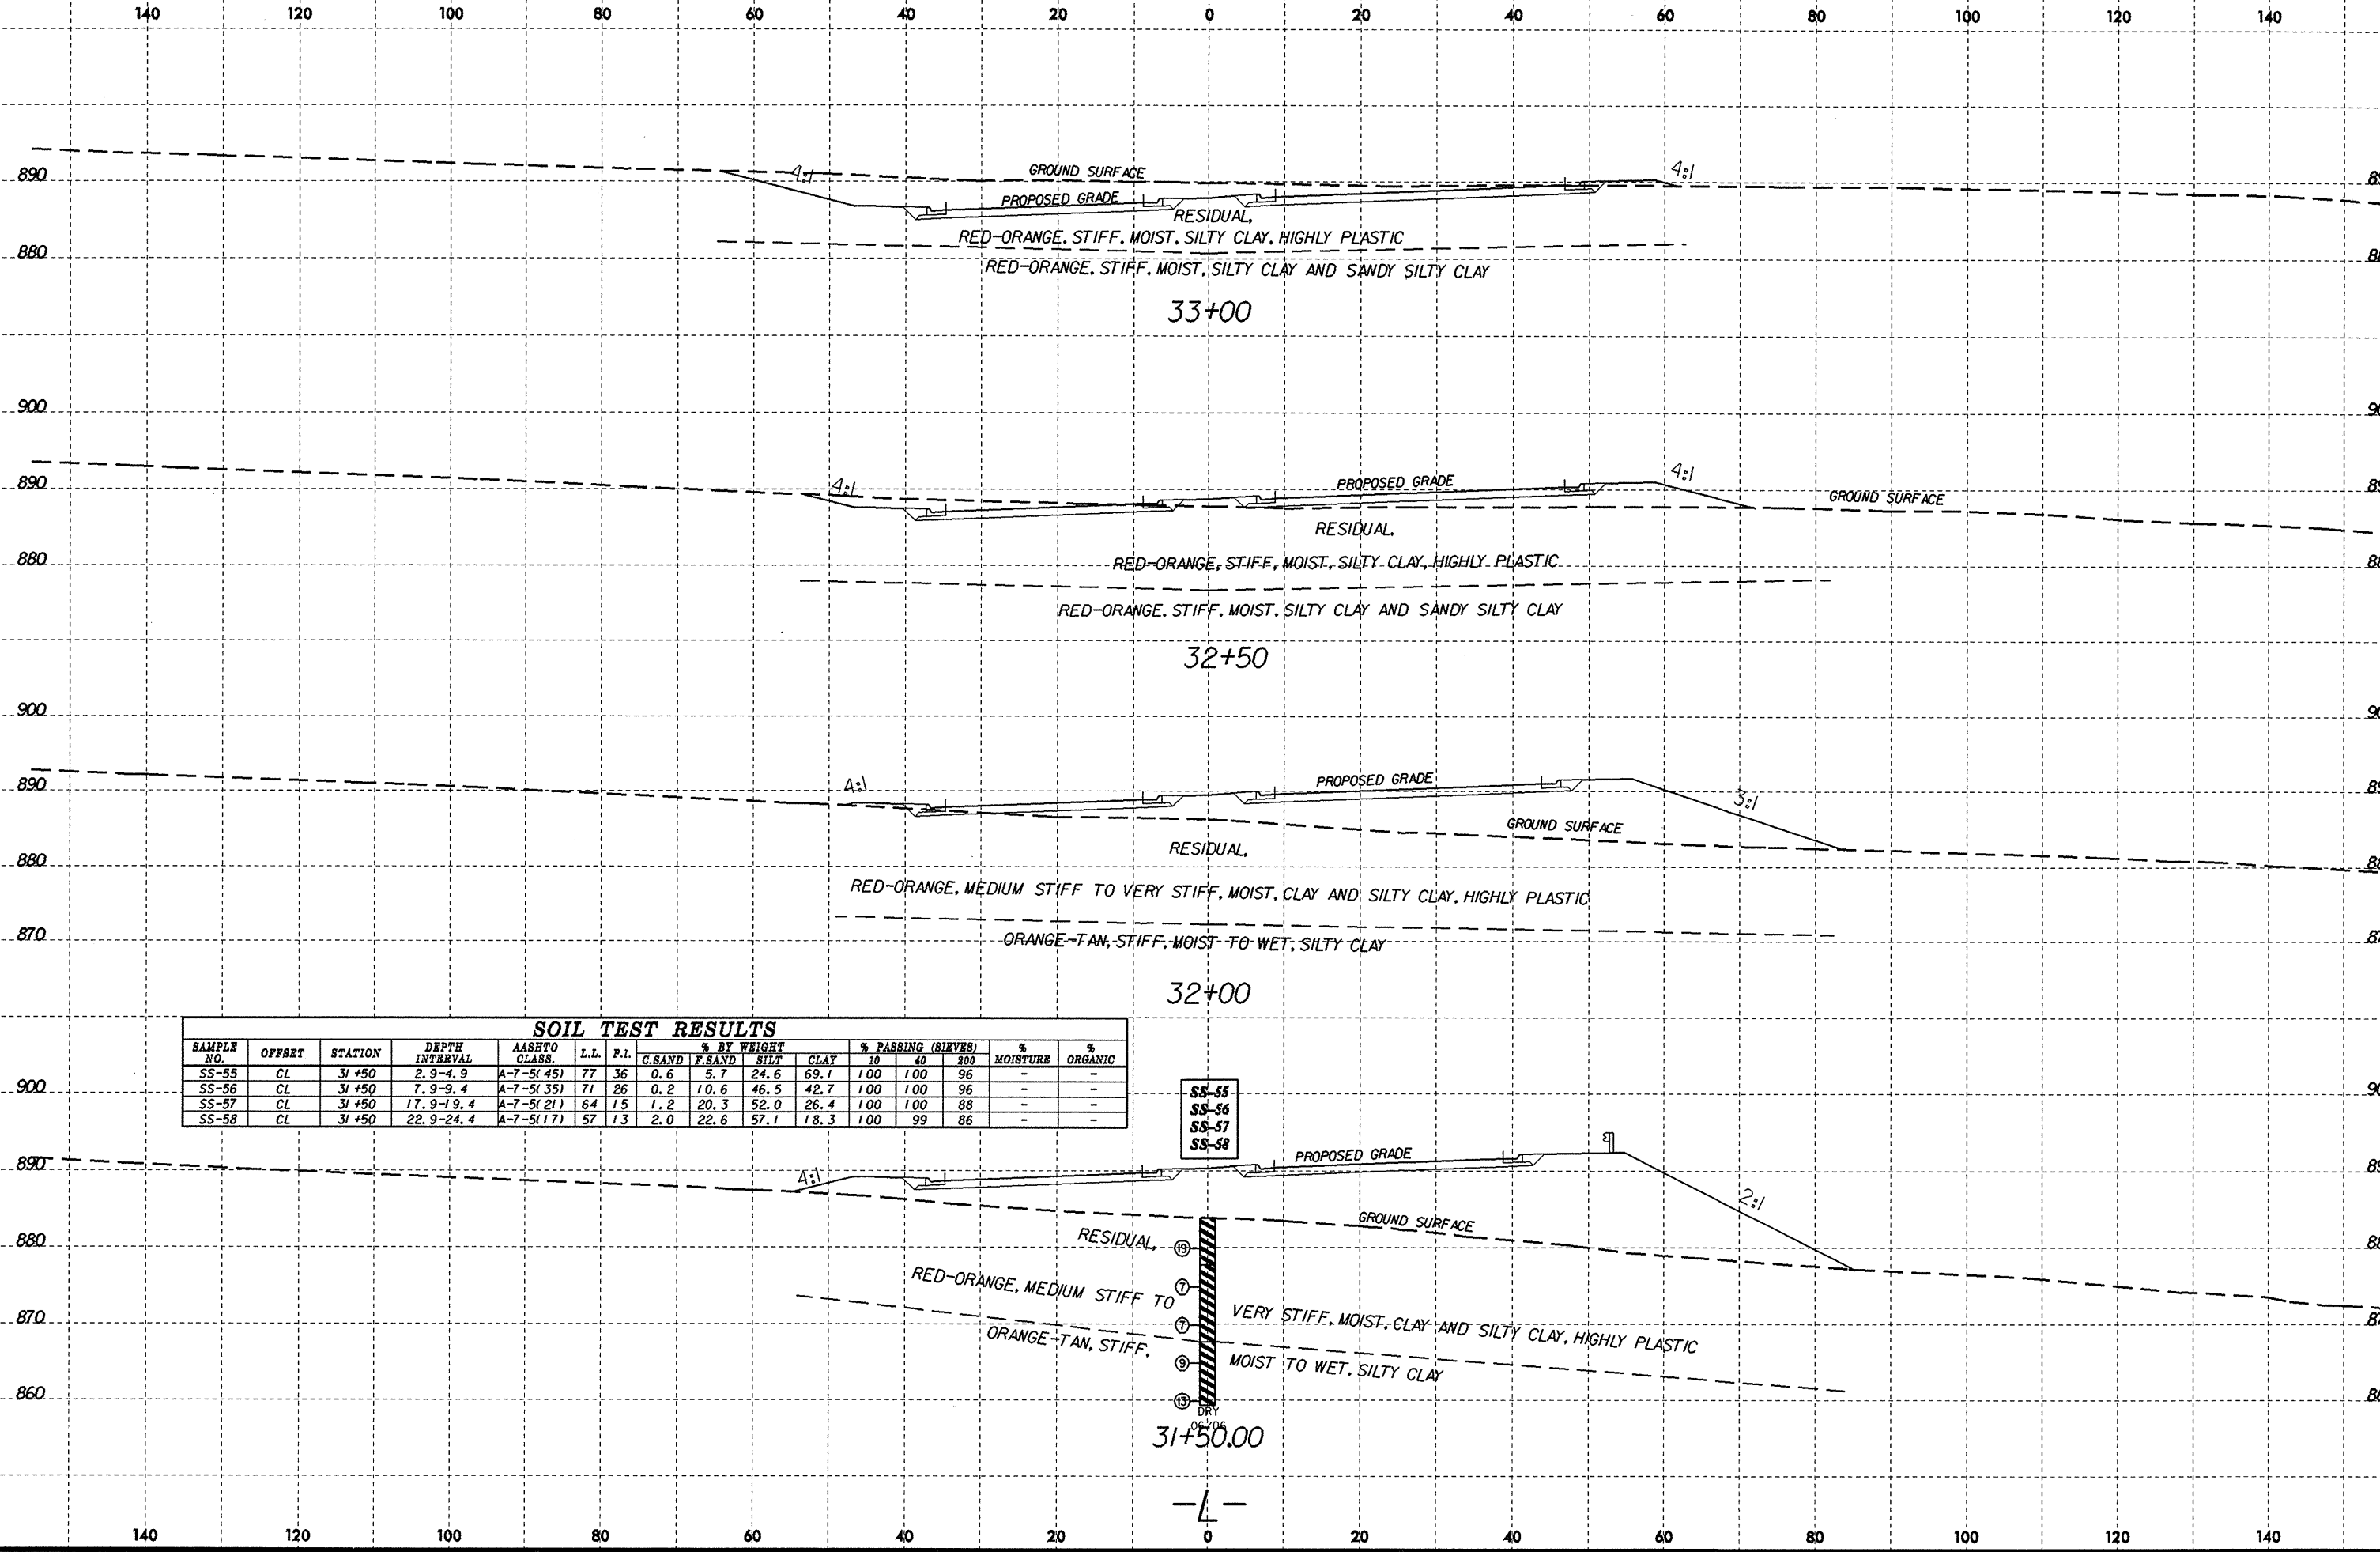 140 120 100 80 60 40 20 0 20 40 60 80 100 120 140
GROUND SURFACE
4:1 4:1
890
PROPOSED GRADE
RESIDUAL,
RED-ORANGE, STIFF, MOIST, SILTY CLAY, HIGHLY PLASTIC
880
RED-ORANGE, STIFF, MOIST, SILTY CLAY AND SANDY SILTY CLAY
33+00
900
4:1 PROPOSED GRADE 4:1
890 GROUND SURFACE
RESIDUAL,
880 RED-ORANGE, STIFF, MOIST, SILTY CLAY, HIGHLY PLASTIC
RED-ORANGE, STIFF, MOIST, SILTY CLAY AND SANDY SILTY CLAY
32+50
900
890 4:1 PROPOSED GRADE 3:1
GROUND SURFACE
RESIDUAL,
880
RED-ORANGE, MEDIUM STIFF TO VERY STIFF, MOIST, CLAY AND SILTY CLAY, HIGHLY PLASTIC
870 ORANGE-TAN, STIFF, MOIST TO WET, SILTY CLAY
32+00
SOIL TEST RESULTS
SAMPLE NO. OFFSET STATION DEPTH INTERVAL AASHTO CLASS. L.L. P.I. % BY WEIGHT % PASSING (SIEVES) % MOISTURE % ORGANIC
C.SAND F.SAND SILT CLAY 10 40 200
SS-55 CL 31+50 2.9-4.9 A-7-5(45) 77 36 0.6 5.7 24.6 69.1 100 100 96 - -
SS-56 CL 31+50 7.9-9.4 A-7-5(35) 71 26 0.2 10.6 46.5 42.7 100 100 96 - -
SS-57 CL 31+50 17.9-19.4 A-7-5(21) 64 15 1.2 20.3 52.0 26.4 100 100 88 - -
SS-58 CL 31+50 22.9-24.4 A-7-5(17) 57 13 2.0 22.6 57.1 18.3 100 99 86 - -
900
SS-55
SS-56
SS-57
SS-58
890 PROPOSED GRADE
4:1 2:1
GROUND SURFACE
880 RESIDUAL, 19
7
RED-ORANGE, MEDIUM STIFF TO VERY STIFF, MOIST, CLAY AND SILTY CLAY, HIGHLY PLASTIC
870 7
ORANGE-TAN, STIFF, MOIST TO WET, SILTY CLAY
9
860 13
DRY
06/06
31+50.00
-L-
140 120 100 80 60 40 20 0 20 40 60 80 100 120 140